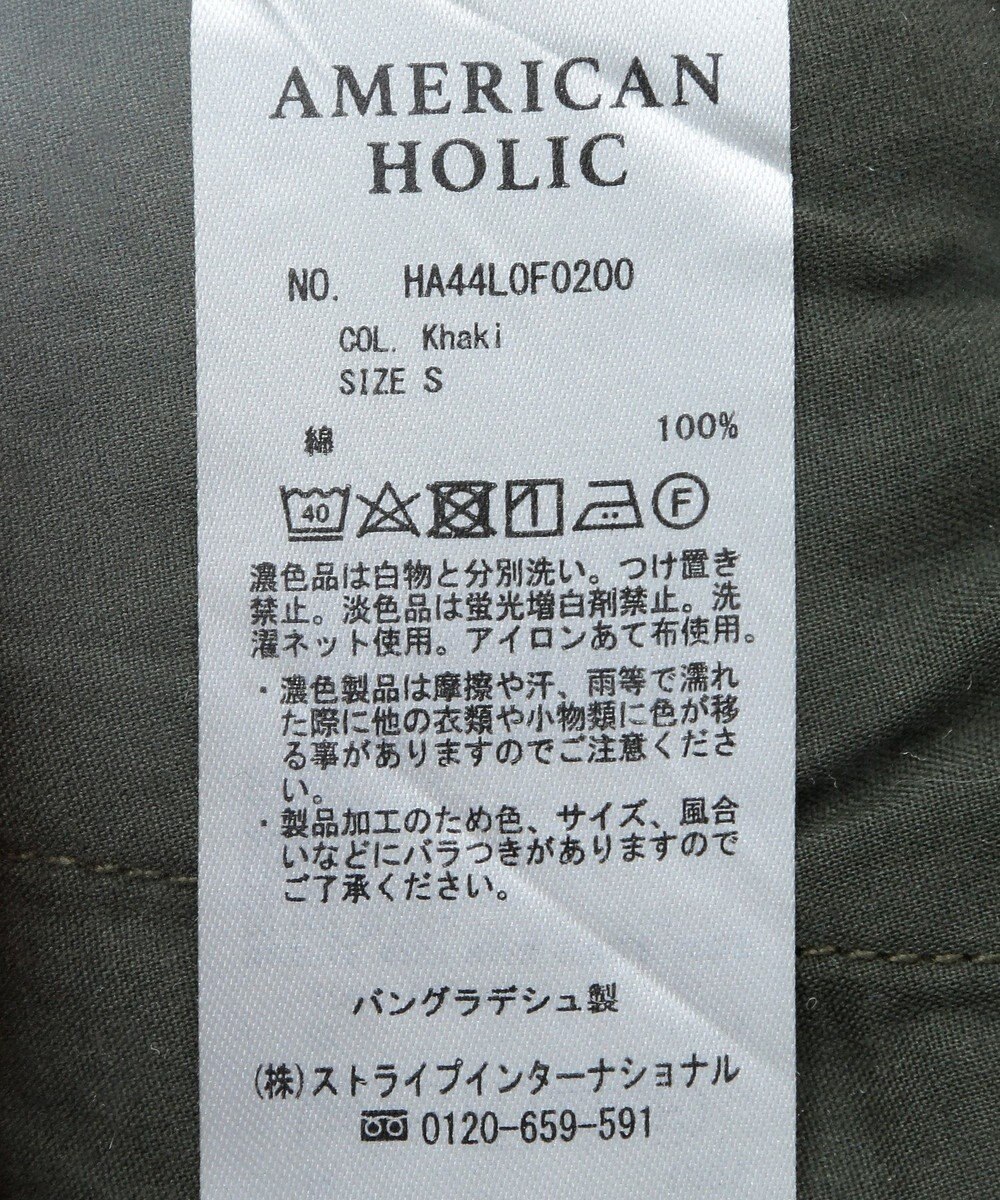 AMERICAN
HOLIC
NO. HA44L0F0200
COL. Khaki
SIZE S
綿 100%
40 F
濃色品は白物と分別洗い。つけ置き
禁止。淡色品は蛍光増白剤禁止。洗
濯ネット使用。アイロンあて布使用。
・濃色製品は摩擦や汗、雨等で濡れ
た際に他の衣類や小物類に色が移
る事がありますのでご注意くださ
い。
・製品加工のため色、サイズ、風合
いなどにバラつきがありますので
ご了承ください。
バングラデシュ製
(株)ストライプインターナショナル
0120-659-591